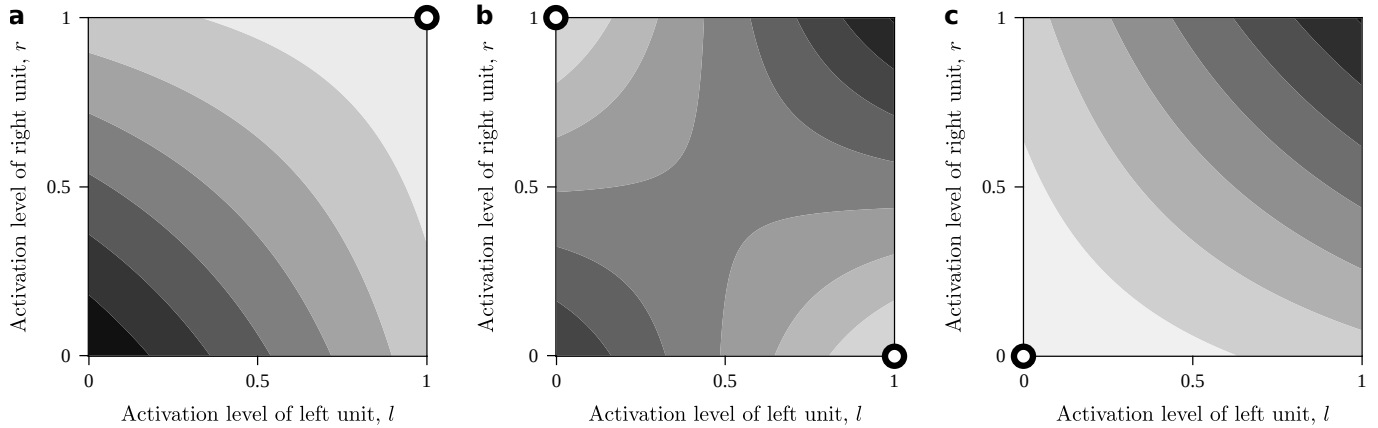 a
1
0.5
0
0
0.5
1
Activation level of right unit, r
Activation level of left unit, l
b
1
0.5
0
0
0.5
1
Activation level of right unit, r
Activation level of left unit, l
c
1
0.5
0
0
0.5
1
Activation level of right unit, r
Activation level of left unit, l